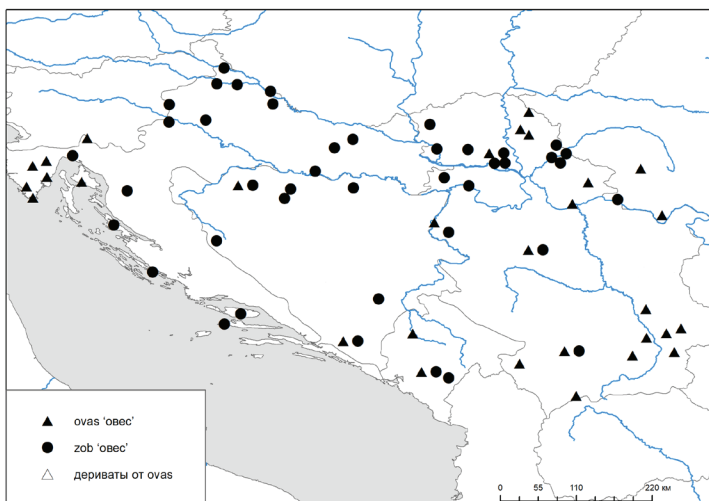 ovas ‘овес’
zob ‘овес’
дериваты от ovas
0 55 110 220 км